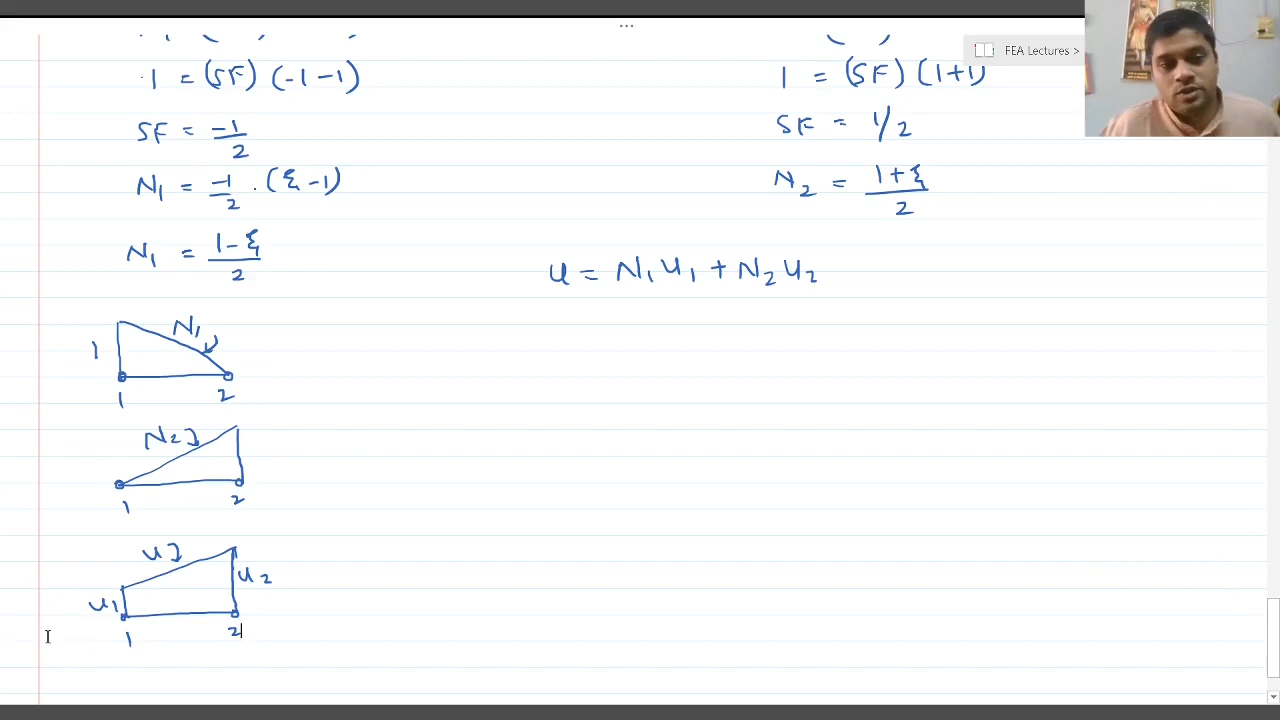 FEA Lectures >
1 = (SF) (-1-1)
SF = -1/2
N₁ = -1/2 · (ξ -1)
N₁ = 1-ξ/2
1 = (SF) (1+1)
SF = 1/2
N₂ = 1+ξ/2
u = N₁u₁ + N₂u₂
N₁
1
1 2
N₂
1 2
u
u₁ u₂
1 2